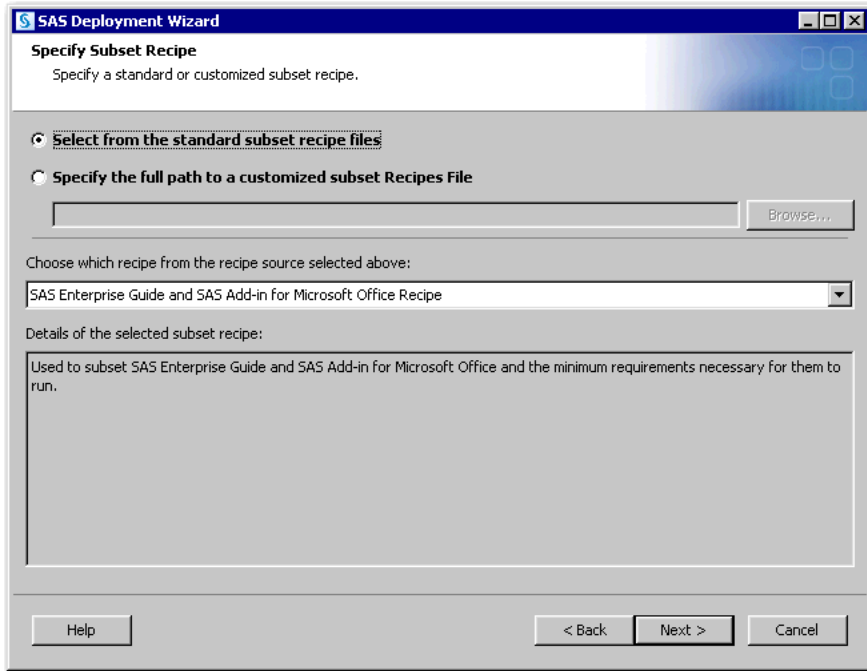 SAS Deployment Wizard
Specify Subset Recipe
Specify a standard or customized subset recipe.
Select from the standard subset recipe files
Specify the full path to a customized subset Recipes File
Browse...
Choose which recipe from the recipe source selected above:
SAS Enterprise Guide and SAS Add-in for Microsoft Office Recipe
Details of the selected subset recipe:
Used to subset SAS Enterprise Guide and SAS Add-in for Microsoft Office and the minimum requirements necessary for them to
run.
Help
< Back
Next >
Cancel